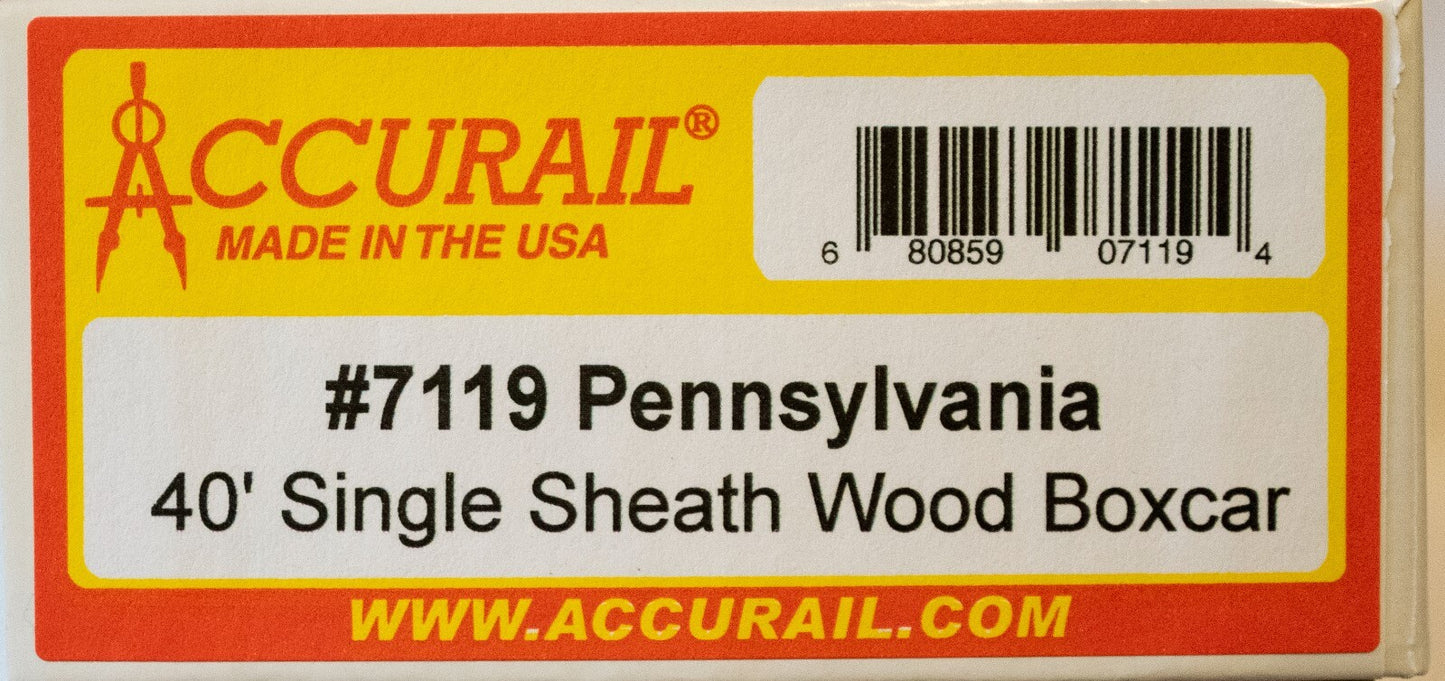 ACCURAIL®
MADE IN THE USA
6 80859 07119 4
#7119 Pennsylvania
40' Single Sheath Wood Boxcar
WWW.ACCURAIL.COM